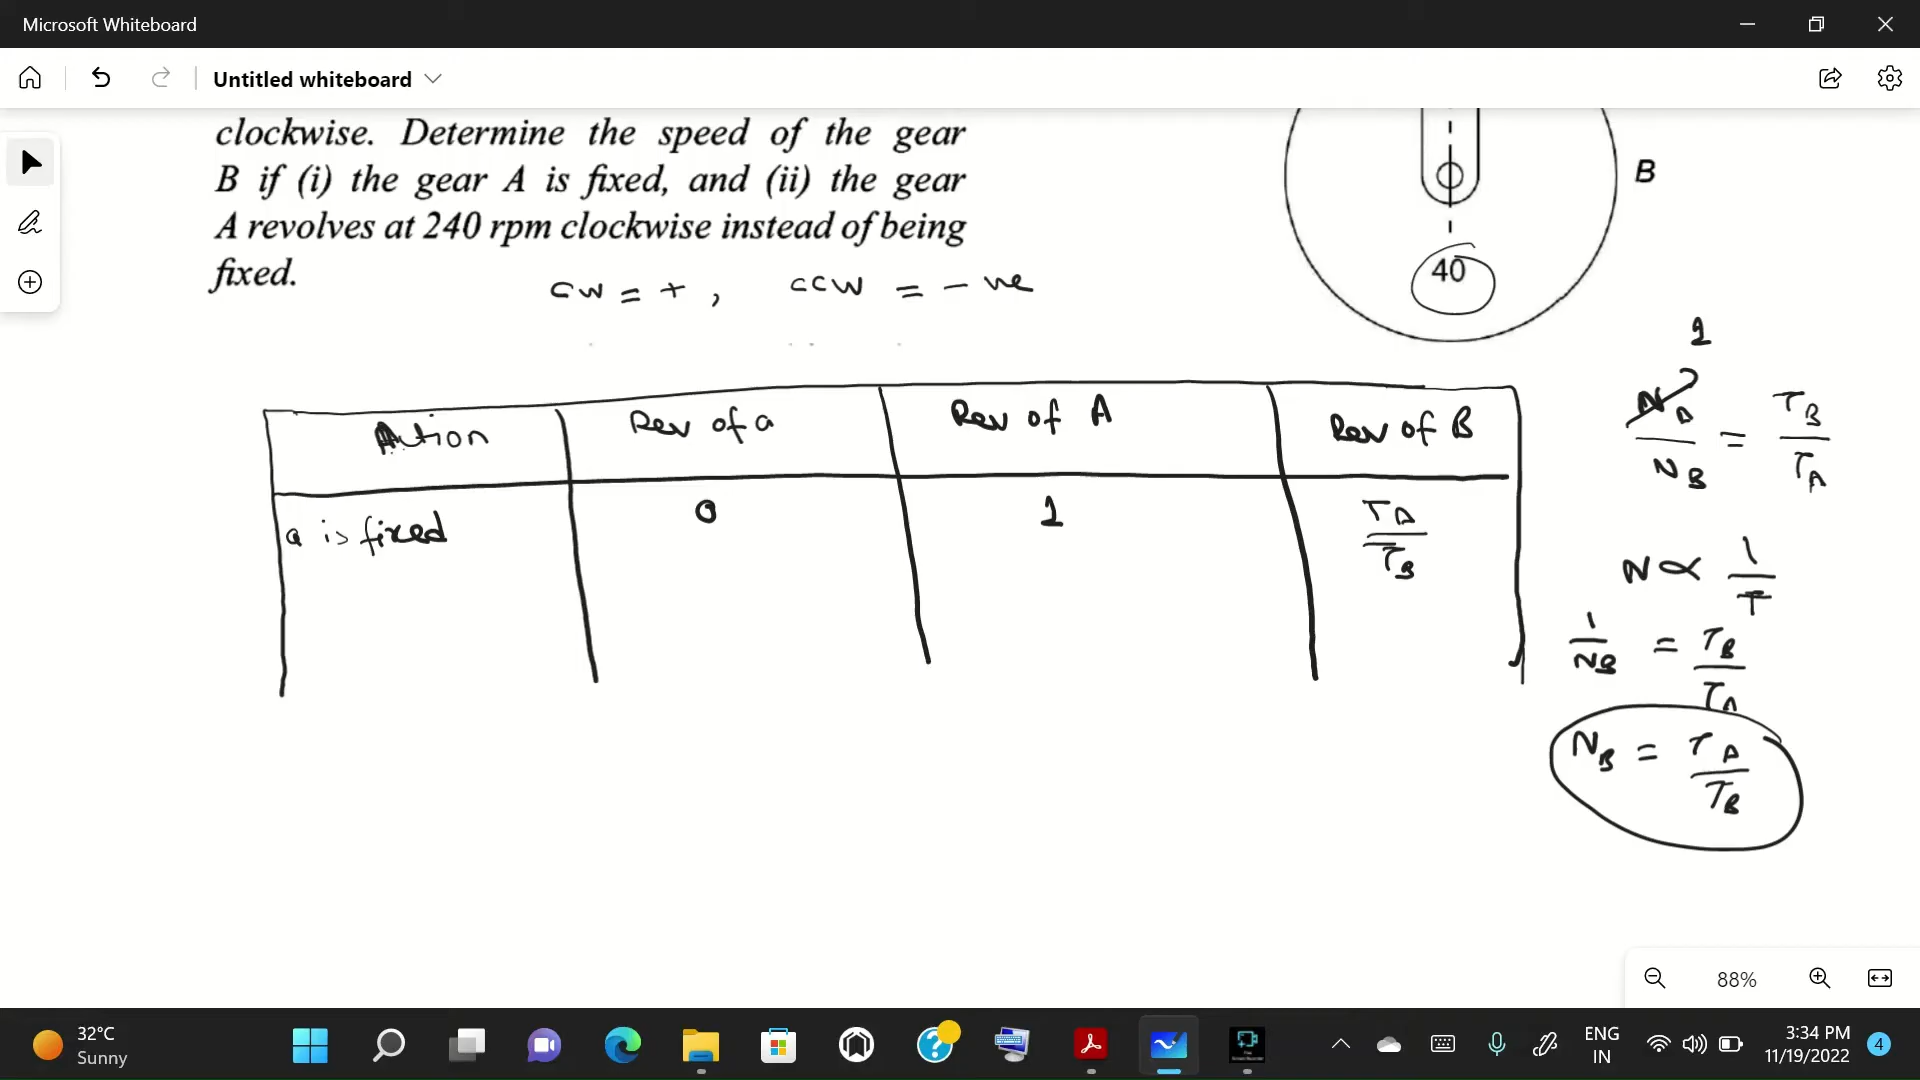 Microsoft Whiteboard
Untitled whiteboard
clockwise. Determine the speed of the gear
B if (i) the gear A is fixed, and (ii) the gear
A revolves at 240 rpm clockwise instead of being
fixed.
CW = + , CCW = - ve
B
40
Action Rev of a Rev of A Rev of B
a is fixed 0 1 TA/TB
1
NA/NB = TB/TA
N ∝ 1/T
1/NB = TB/TA
NB = TA/TB
88%
32°C
Sunny
ENG
IN
3:34 PM
11/19/2022
4